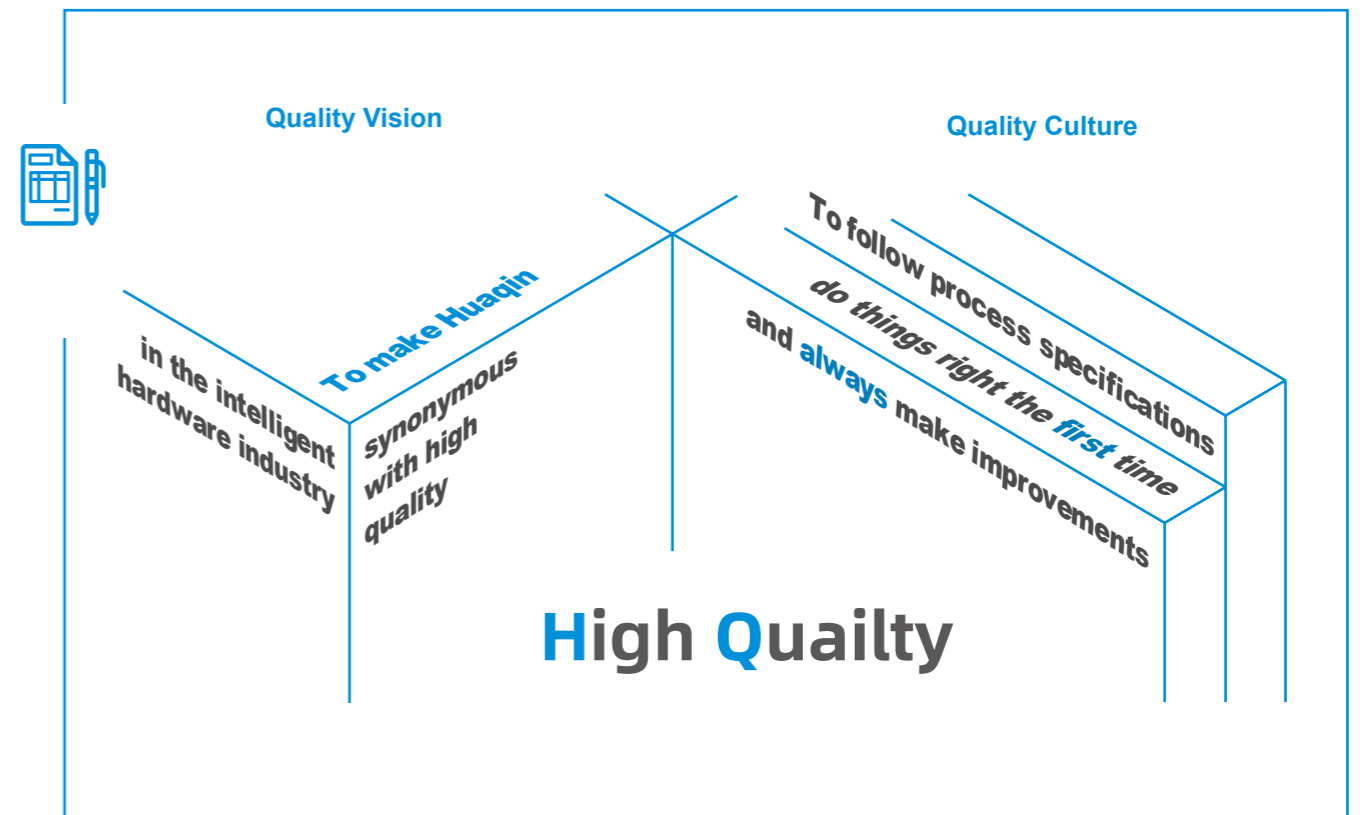 Quality Vision
To make Huaqin
synonymous
with high
quality
in the intelligent
hardware industry
Quality Culture
To follow process specifications
do things right the first time
and always make improvements
High Quailty